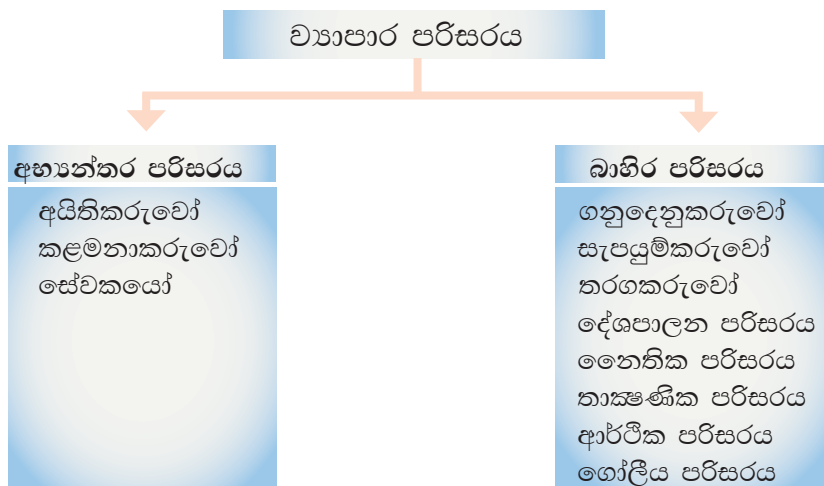 ව්‍යාපාර පරිසරය
අභ්‍යන්තර පරිසරය
අයිතිකරුවෝ
කළමනාකරුවෝ
සේවකයෝ
බාහිර පරිසරය
ගනුදෙනුකරුවෝ
සැපයුම්කරුවෝ
තරගකරුවෝ
දේශපාලන පරිසරය
නෛතික පරිසරය
තාක්‍ෂණික පරිසරය
ආර්ථික පරිසරය
ගෝලීය පරිසරය